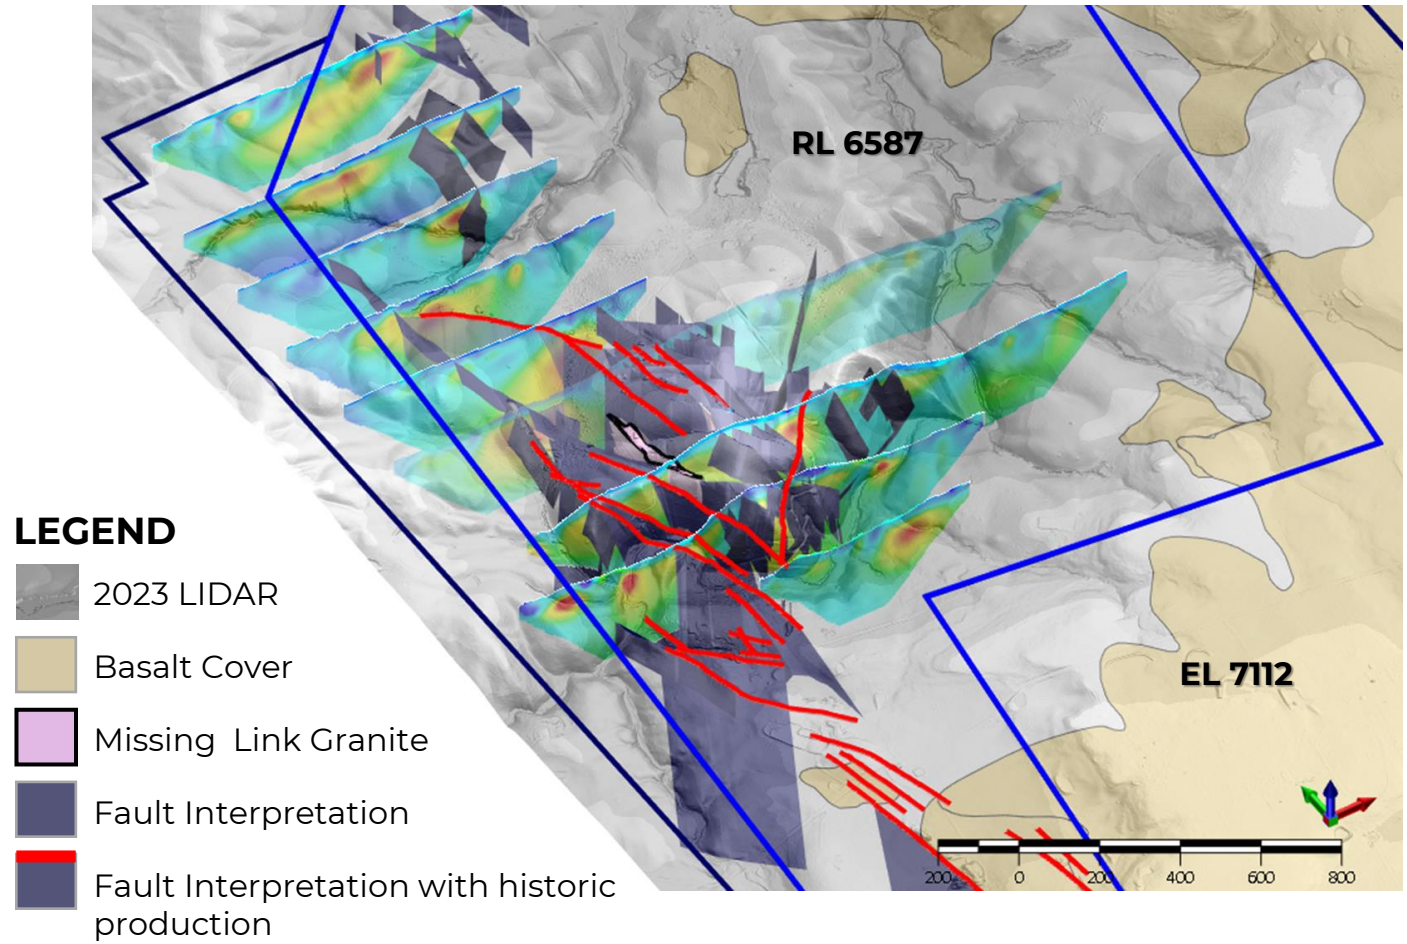 RL 6587
LEGEND
2023 LIDAR
Basalt Cover
EL 7112
Missing Link Granite
Fault Interpretation
Fault Interpretation with historic
production
200 0 200 400 600 800